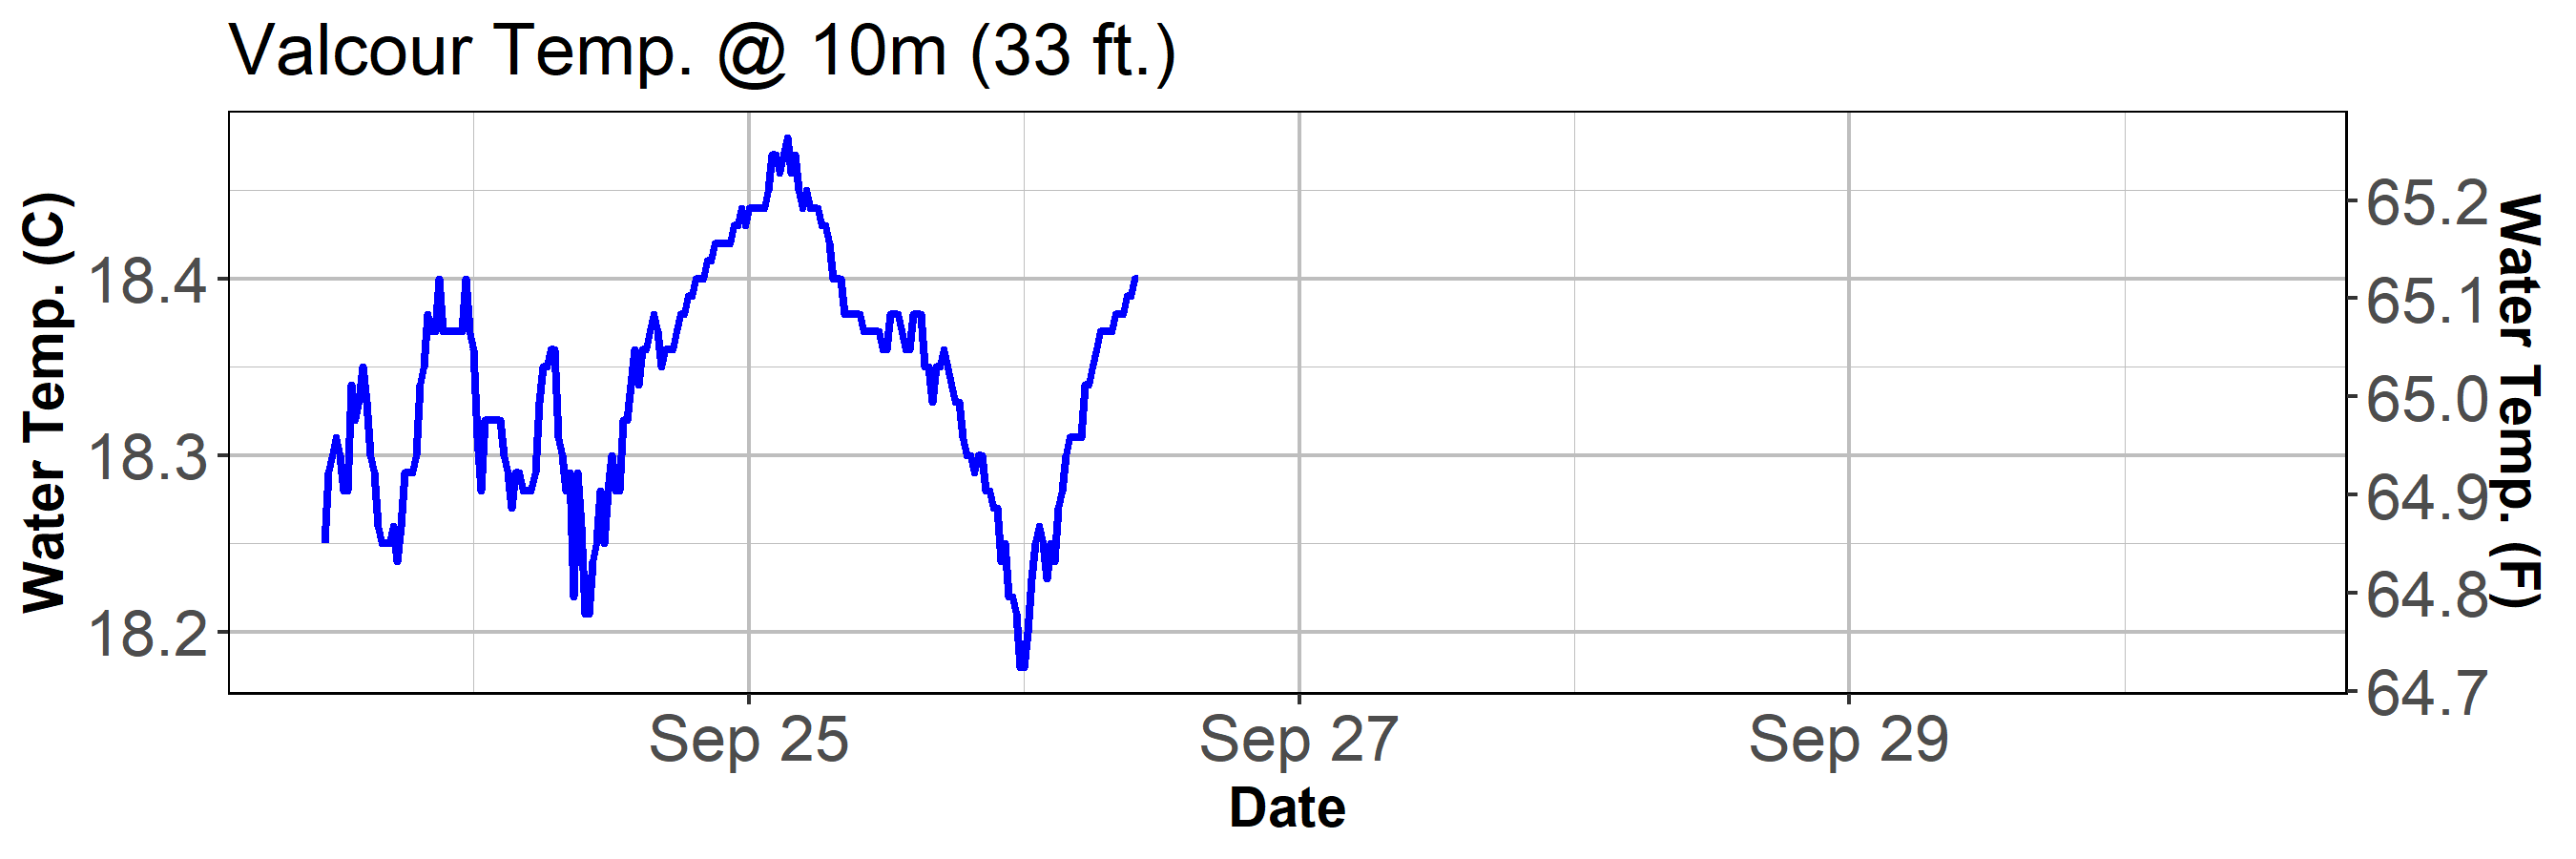 Valcour Temp. @ 10m (33 ft.)
Water Temp. (C)
18.4
18.3
18.2
65.2
65.1
65.0
64.9
64.8
64.7
Water Temp. (F)
Sep 25
Sep 27
Sep 29
Date